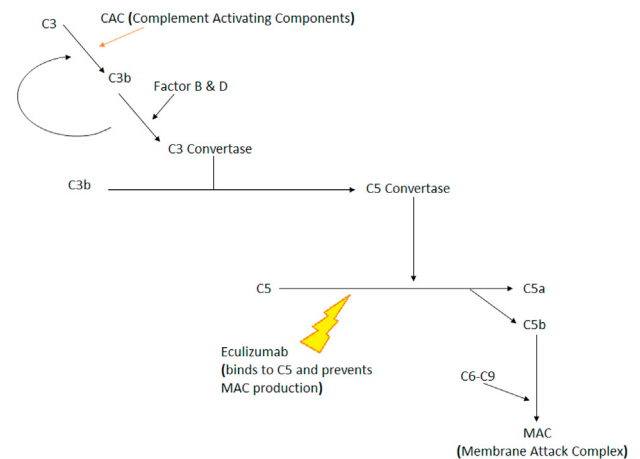 CAC (Complement Activating Components)
C3
C3b
Factor B & D
C3 Convertase
C3b
C5 Convertase
C5
C5a
C5b
Eculizumab
(binds to C5 and prevents
MAC production)
C6-C9
MAC
(Membrane Attack Complex)